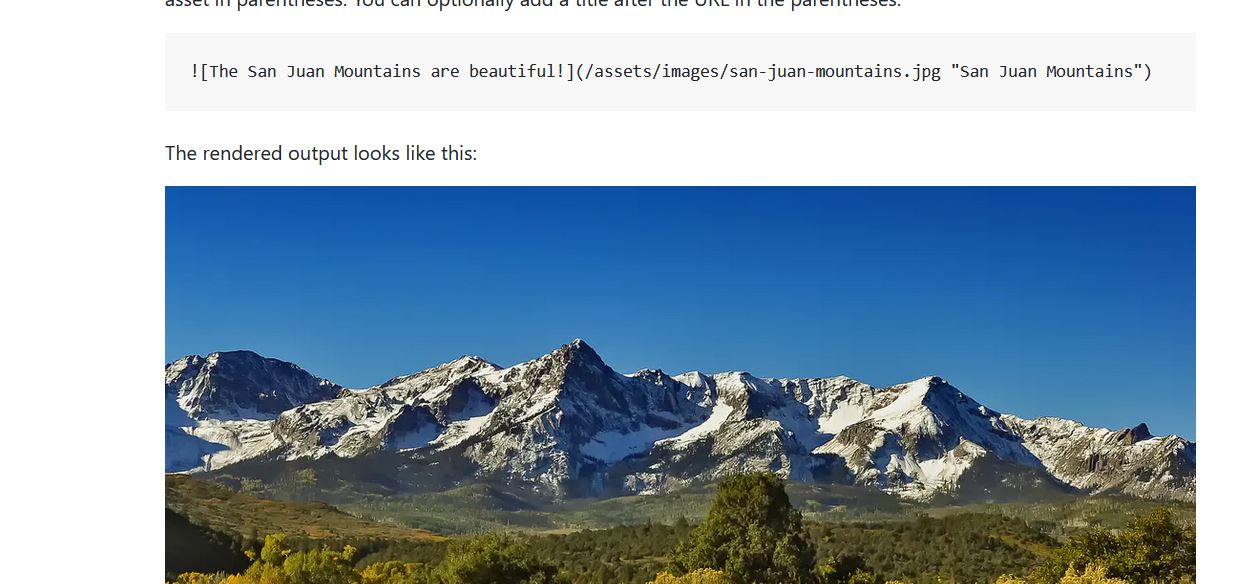 asset in parentheses. You can optionally add a title after the URL in the parentheses.
![The San Juan Mountains are beautiful!](/assets/images/san-juan-mountains.jpg "San Juan Mountains")
The rendered output looks like this: